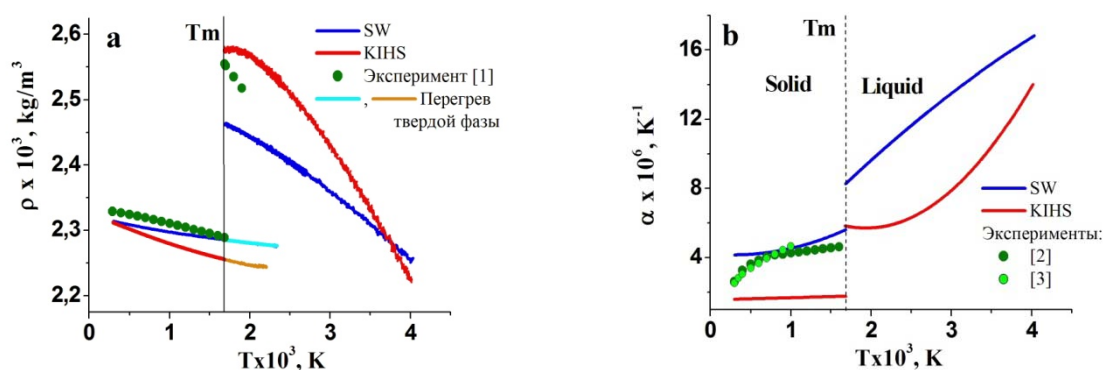 a
Tm
SW
KIHS
Эксперимент [1]
, Перегрев
твердой фазы
ρ x 10³, kg/m³
2,6
2,5
2,4
2,3
2,2
0 1 2 3 4
Tx10³, K
b
Tm
Solid Liquid
SW
KIHS
Эксперименты:
[2]
[3]
α x 10⁶, K⁻¹
16
12
8
4
0 1 2 3 4
Tx10³, K